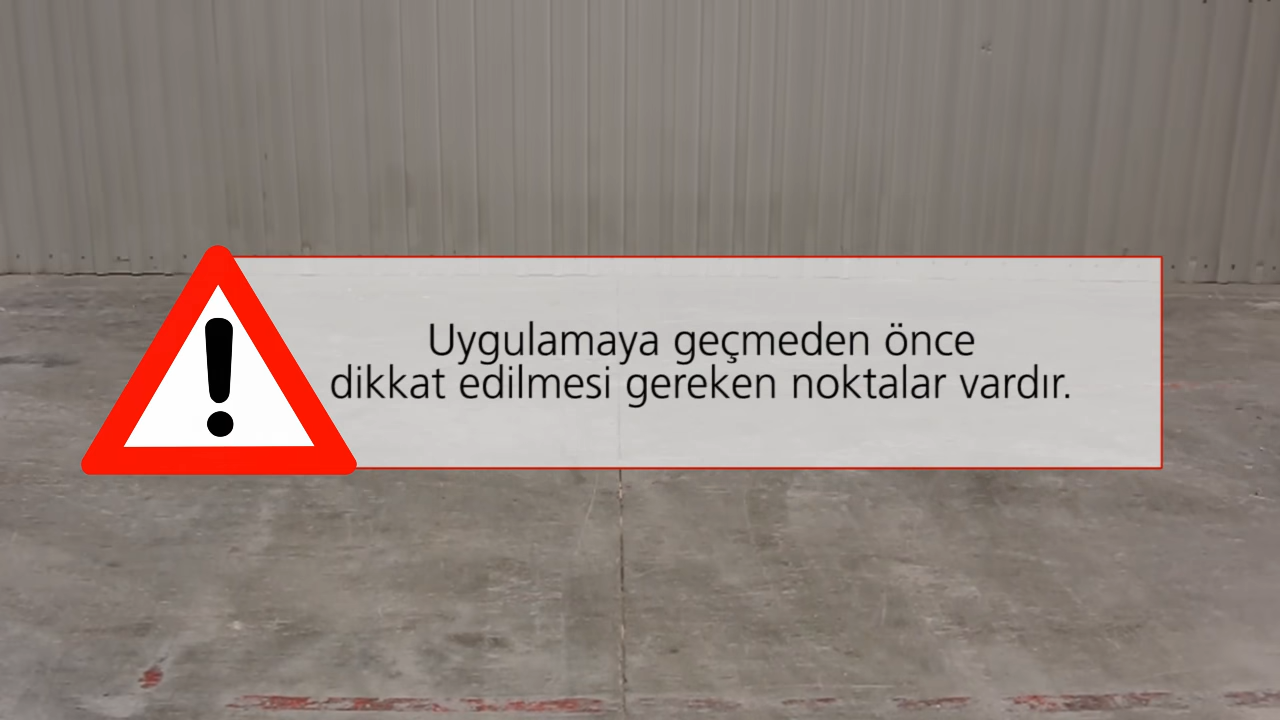 Uygulamaya geçmeden önce
dikkat edilmesi gereken noktalar vardır.